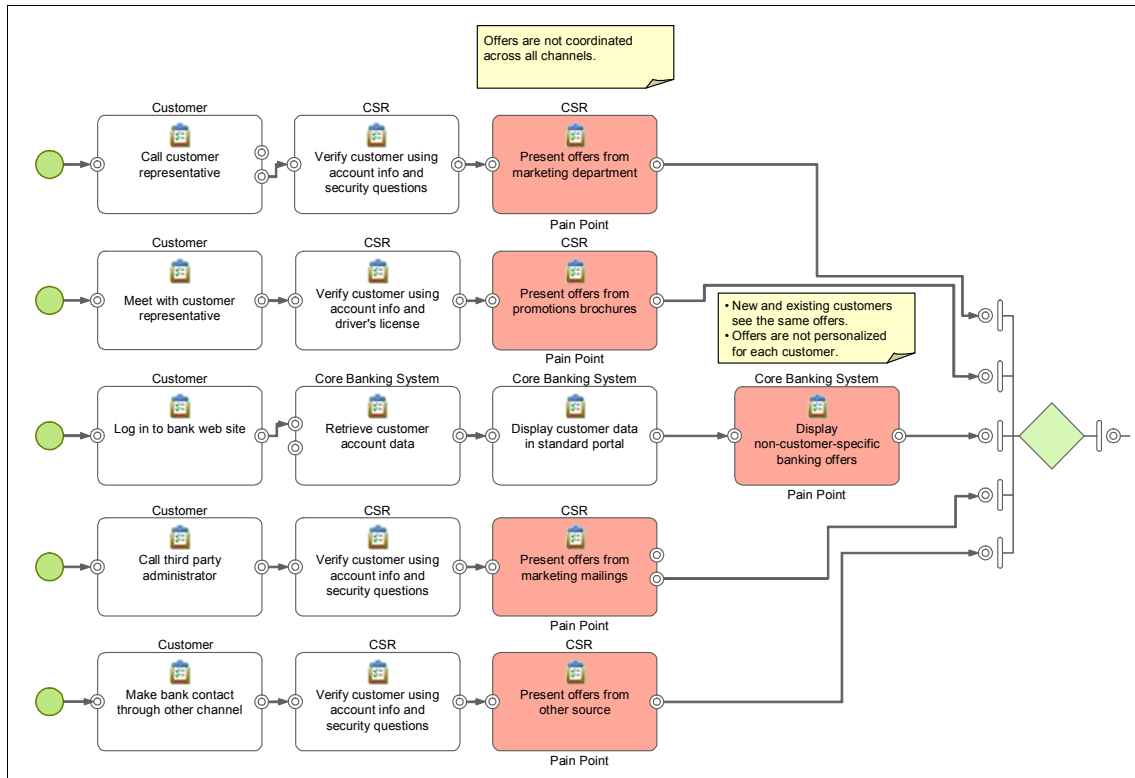 Offers are not coordinated
across all channels.
Customer
CSR
CSR
Call customer
representative
Verify customer using
account info and
security questions
Present offers from
marketing department
Pain Point
Customer
CSR
CSR
Meet with customer
representative
Verify customer using
account info and
driver's license
Present offers from
promotions brochures
Pain Point
• New and existing customers
see the same offers.
• Offers are not personalized
for each customer.
Customer
Core Banking System
Core Banking System
Core Banking System
Log in to bank web site
Retrieve customer
account data
Display customer data
in standard portal
Display
non-customer-specific
banking offers
Pain Point
Customer
CSR
CSR
Call third party
administrator
Verify customer using
account info and
security questions
Present offers from
marketing mailings
Pain Point
Customer
CSR
CSR
Make bank contact
through other channel
Verify customer using
account info and
security questions
Present offers from
other source
Pain Point